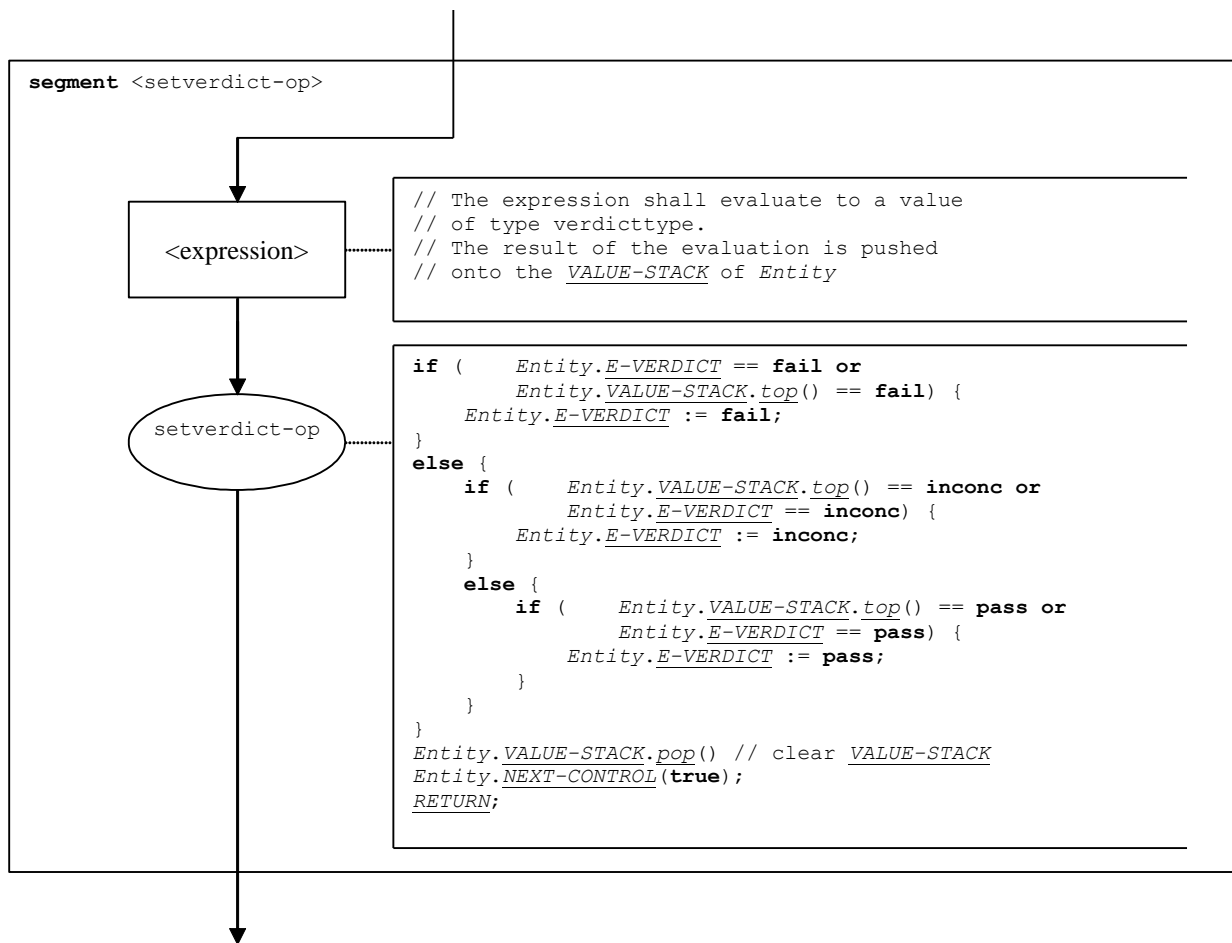 segment <setverdict-op>
<expression>
// The expression shall evaluate to a value
// of type verdicttype.
// The result of the evaluation is pushed
// onto the VALUE-STACK of Entity
setverdict-op
if (    Entity.E-VERDICT == fail or
        Entity.VALUE-STACK.top() == fail) {
    Entity.E-VERDICT := fail;
}
else {
    if (    Entity.VALUE-STACK.top() == inconc or
            Entity.E-VERDICT == inconc) {
        Entity.E-VERDICT := inconc;
    }
    else {
        if (    Entity.VALUE-STACK.top() == pass or
                Entity.E-VERDICT == pass) {
            Entity.E-VERDICT := pass;
        }
    }
}
Entity.VALUE-STACK.pop() // clear VALUE-STACK
Entity.NEXT-CONTROL(true);
RETURN;